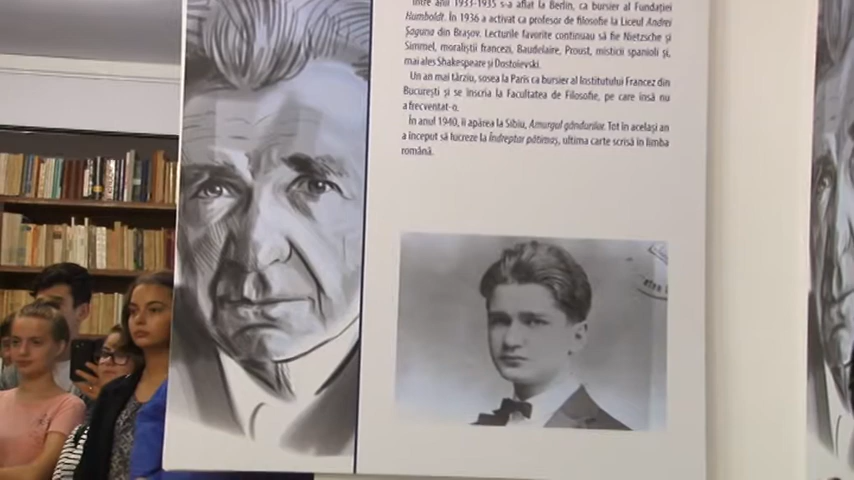 între anii 1933-1935 s-a aflat la Berlin, ca bursier al Fundației
Humboldt. În 1936 a activat ca profesor de filosofie la Liceul Andrei
Șaguna din Brașov. Lecturile favorite continuau să fie Nietzsche și
Simmel, moraliștii francezi, Baudelaire, Proust, misticii spanioli și,
mai ales Shakespeare și Dostoievski.
Un an mai târziu, sosea la Paris ca bursier al Institutului Francez din
București și se înscria la Facultatea de Filosofie, pe care însă nu
a frecventat-o.
În anul 1940, îi apărea la Sibiu, Amurgul gândurilor. Tot în același an
a început să lucreze la Îndreptar pătimaș, ultima carte scrisă în limba
română.